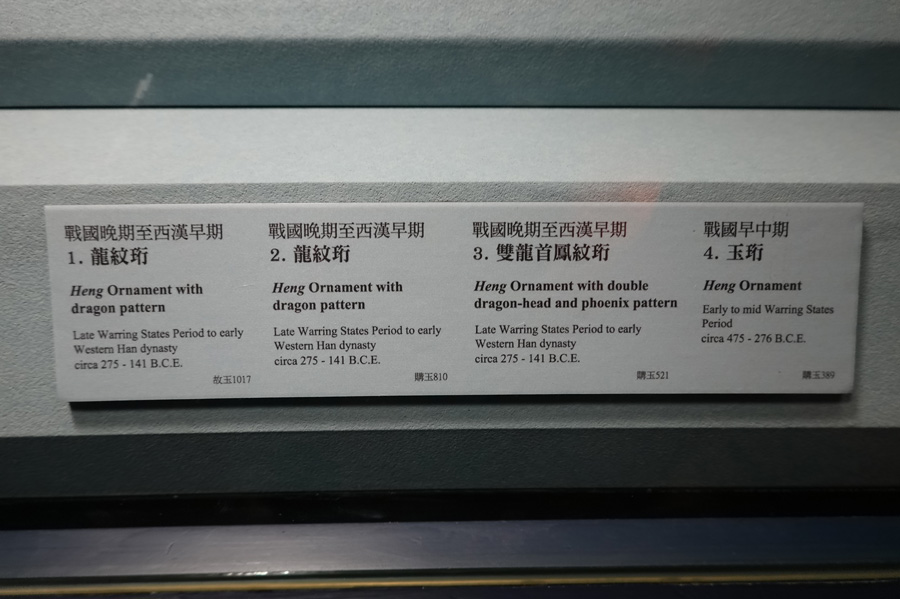 戰國晚期至西漢早期
1. 龍紋珩
Heng Ornament with
dragon pattern
Late Warring States Period to early
Western Han dynasty
circa 275 - 141 B.C.E.
故玉1017
戰國晚期至西漢早期
2. 龍紋珩
Heng Ornament with
dragon pattern
Late Warring States Period to early
Western Han dynasty
circa 275 - 141 B.C.E.
購玉810
戰國晚期至西漢早期
3. 雙龍首鳳紋珩
Heng Ornament with double
dragon-head and phoenix pattern
Late Warring States Period to early
Western Han dynasty
circa 275 - 141 B.C.E.
購玉521
戰國早中期
4. 玉珩
Heng Ornament
Early to mid Warring States
Period
circa 475 - 276 B.C.E.
購玉389